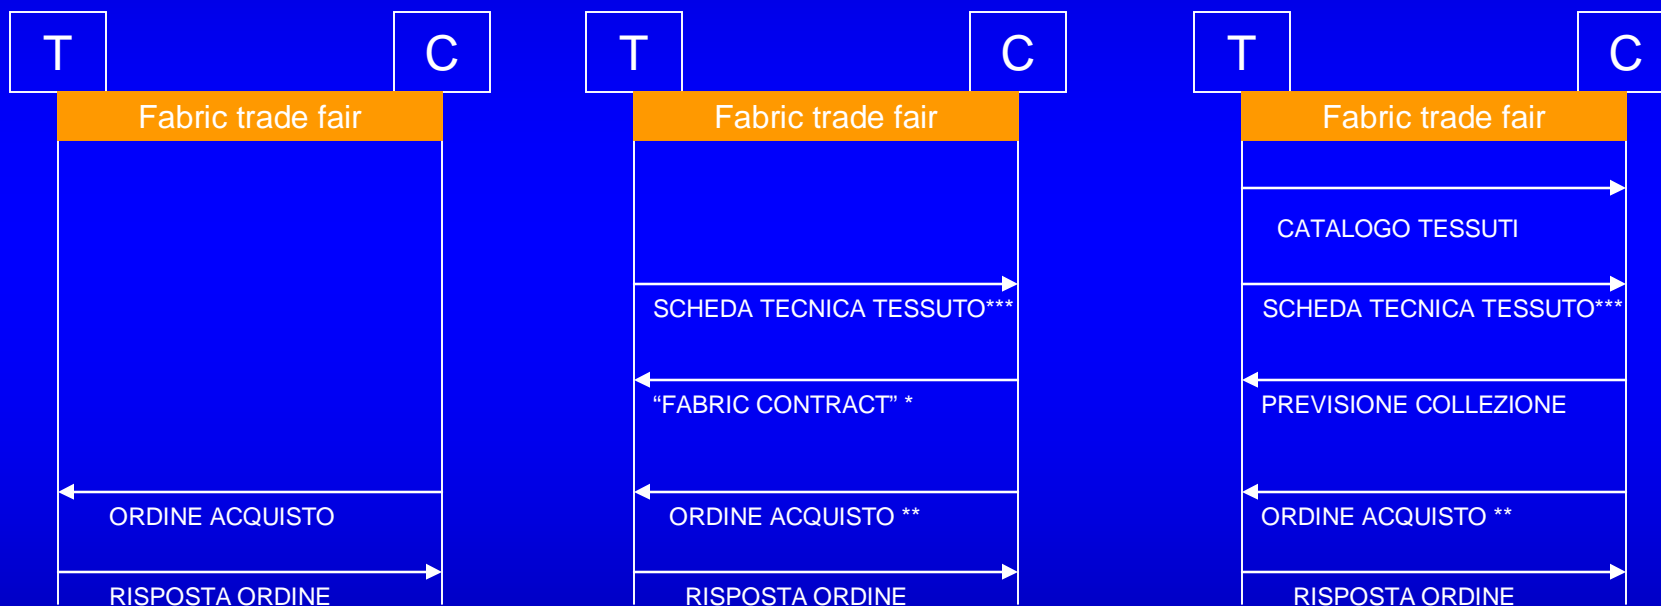 T
C
Fabric trade fair
ORDINE ACQUISTO
RISPOSTA ORDINE
T
C
Fabric trade fair
SCHEDA TECNICA TESSUTO***
“FABRIC CONTRACT” *
ORDINE ACQUISTO **
RISPOSTA ORDINE
T
C
Fabric trade fair
CATALOGO TESSUTI
SCHEDA TECNICA TESSUTO***
PREVISIONE COLLEZIONE
ORDINE ACQUISTO **
RISPOSTA ORDINE